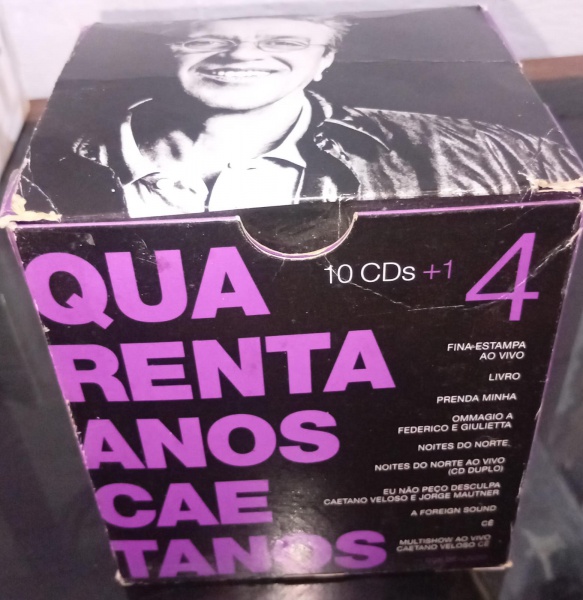 QUA
RENTA
ANOS
CAE
TANOS
10 CDs +1
4
FINA ESTAMPA
AO VIVO
LIVRO
PRENDA MINHA
OMMAGIO A
FEDERICO E GIULIETTA
NOITES DO NORTE
NOITES DO NORTE AO VIVO
(CD DUPLO)
EU NÃO PEÇO DESCULPA
CAETANO VELOSO E JORGE MAUTNER
A FOREIGN SOUND
CÊ
MULTISHOW AO VIVO
CAETANO VELOSO CÊ